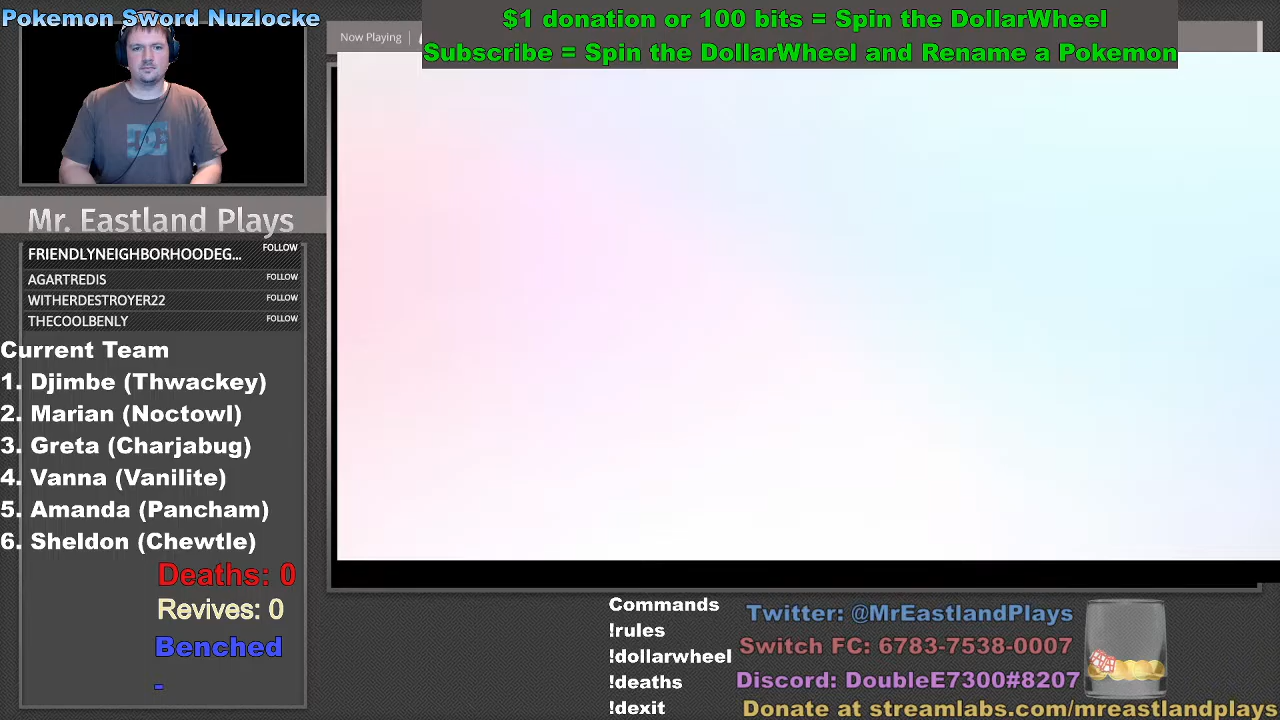 Pokemon Sword Nuzlocke
$1 donation or 100 bits = Spin the DollarWheel
Now Playing
Subscribe = Spin the DollarWheel and Rename a Pokemon
DC
Mr. Eastland Plays
FRIENDLYNEIGHBORHOODEG... FOLLOW
AGARTREDIS FOLLOW
WITHERDESTROYER22 FOLLOW
THECOOLBENLY FOLLOW
Current Team
1. Djimbe (Thwackey)
2. Marian (Noctowl)
3. Greta (Charjabug)
4. Vanna (Vanilite)
5. Amanda (Pancham)
6. Sheldon (Chewtle)
Deaths: 0
Revives: 0
Benched
-
Commands
!rules
!dollarwheel
!deaths
!dexit
Twitter: @MrEastlandPlays
Switch FC: 6783-7538-0007
Discord: DoubleE7300#8207
Donate at streamlabs.com/mreastlandplays